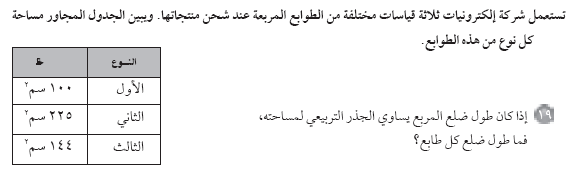 تستعمل شركة إلكترونيات ثلاثة قياسات مختلفة من الطوابع المربعة عند شحن منتجاتها. ويبين الجدول المجاور مساحة
كل نوع من هذه الطوابع.
النوع ط
الأول ١٠٠ سم٢
الثاني ٢٢٥ سم٢
الثالث ١٤٤ سم٢
١٩ إذا كان طول ضلع المربع يساوي الجذر التربيعي لمساحته،
فما طول ضلع كل طابع؟